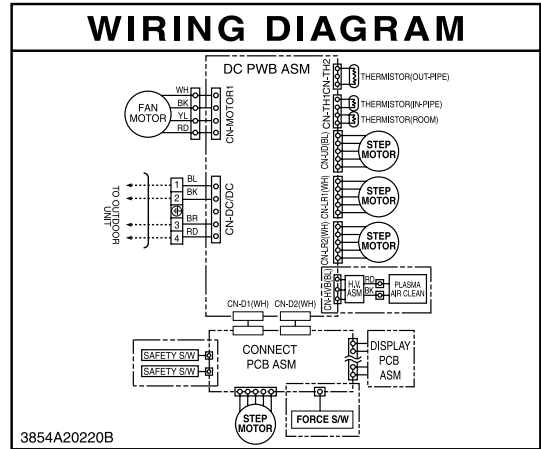 WIRING DIAGRAM
DC PWB ASM
FAN
MOTOR
WH
BK
YL
RD
CN-MOTOR1
CN-TH2
THERMISTOR(OUT-PIPE)
CN-TH1
THERMISTOR(IN-PIPE)
THERMISTOR(ROOM)
CN-UD(BL)
STEP
MOTOR
TO OUTDOOR
UNIT
1
2
3
4
BL
BK
BR
RD
CN-DC/DC
CN-LR1(WH)
STEP
MOTOR
CN-LR2(WH)
STEP
MOTOR
CN-HVB(BL)
H.V.
ASM
RD
BK
PLASMA
AIR CLEAN
CN-D1(WH)
CN-D2(WH)
CONNECT
PCB ASM
SAFETY S/W
SAFETY S/W
DISPLAY
PCB
ASM
STEP
MOTOR
FORCE S/W
3854A20220B